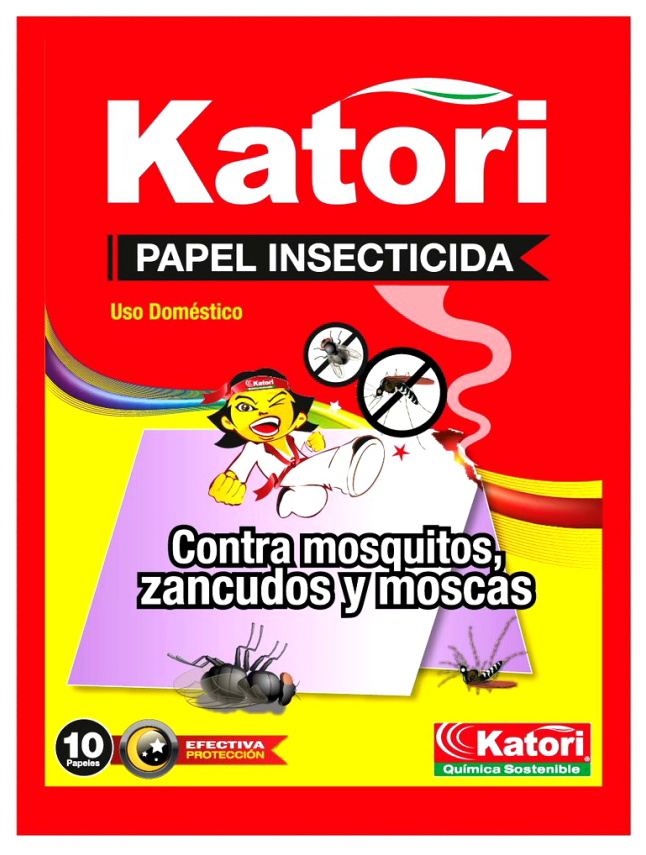 Katori
PAPEL INSECTICIDA
Uso Doméstico
Katori
Contra mosquitos,
zancudos y moscas
10
Papeles
EFECTIVA
PROTECCIÓN
Katori®
Química Sostenible